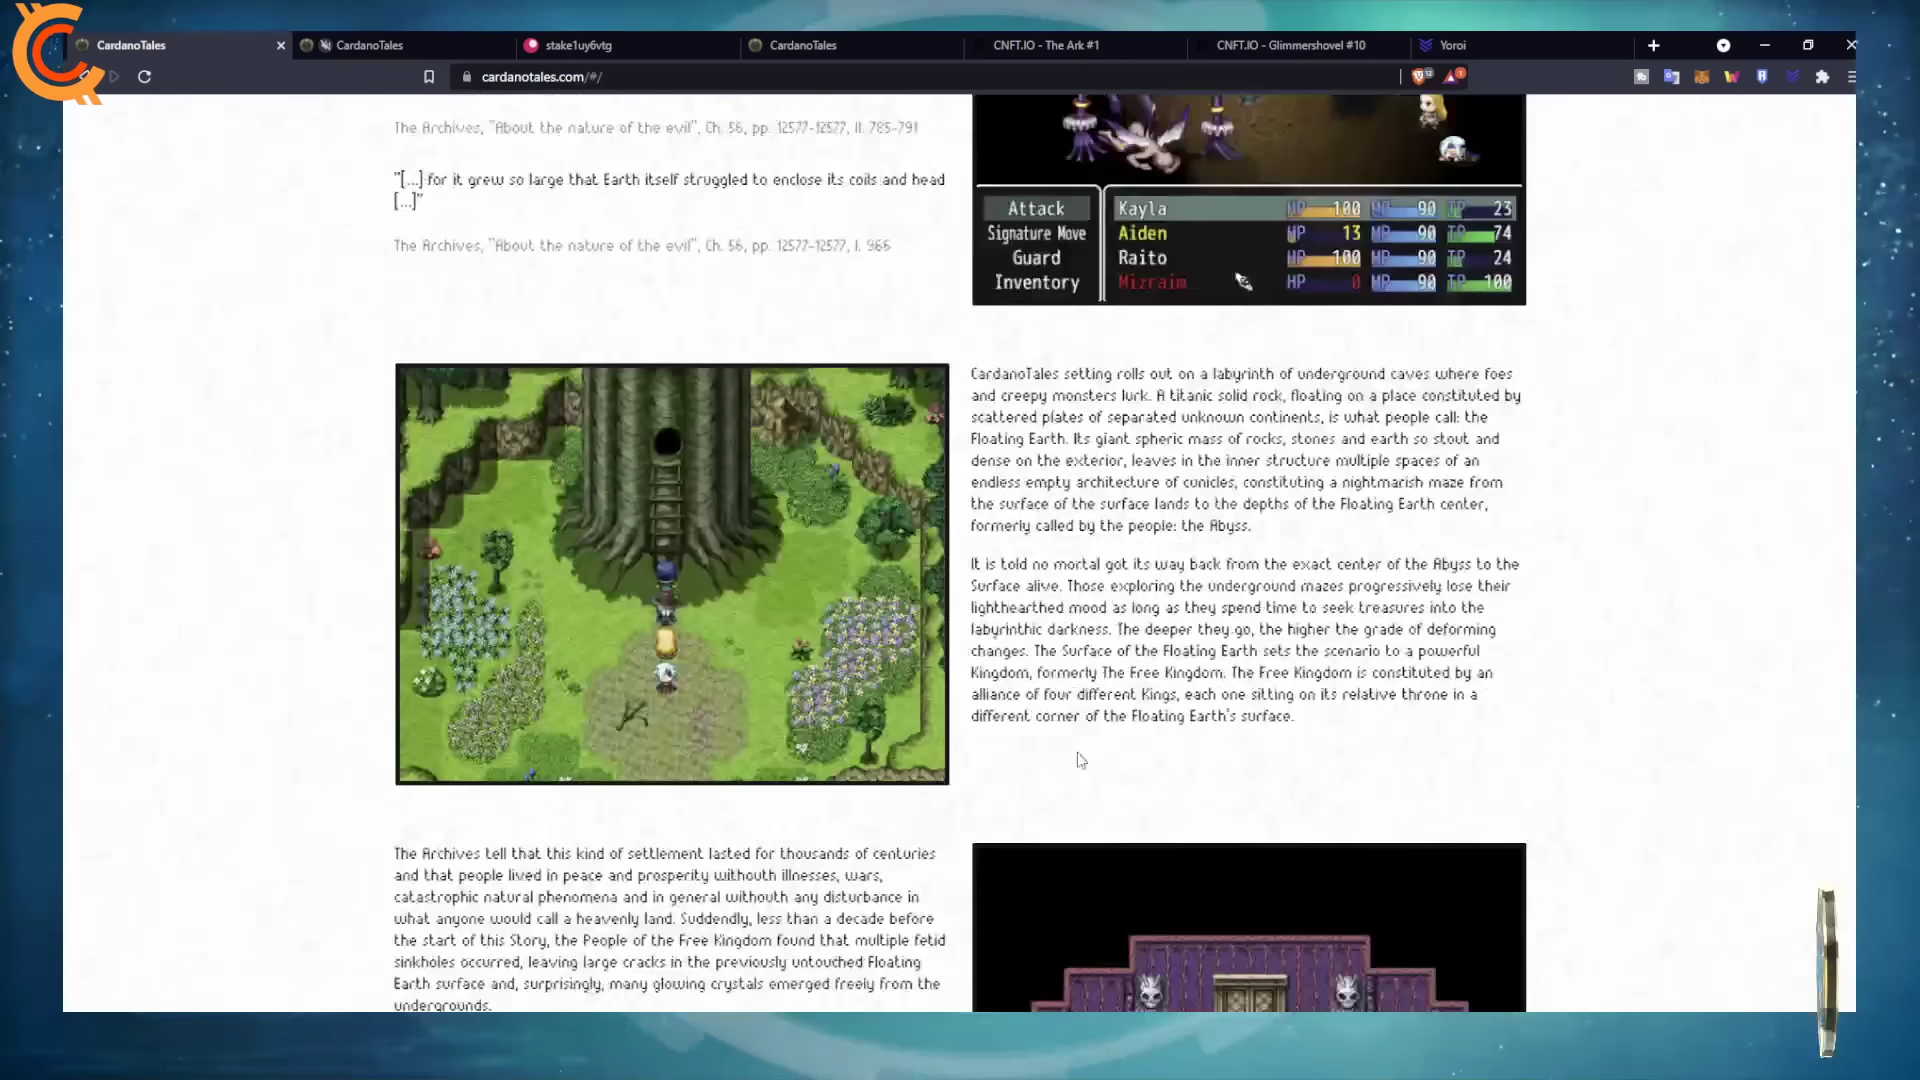 CardanoTales
CardanoTales
stake1uy6vtg
CardanoTales
CNFT.IO - The Ark #1
CNFT.IO - Glimmershovel #10
Yoroi
cardanotales.com/#/
The Archives, "About the nature of the evil", Ch. 56, pp. 12577-12577, ll. 785-791
"[...] for it grew so large that Earth itself struggled to enclose its coils and head
[...]"
The Archives, "About the nature of the evil", Ch. 56, pp. 12577-12577, l. 966
Attack
Signature Move
Guard
Inventory
Kayla HP 100 MP 90 TP 23
Aiden HP 13 MP 90 TP 74
Raito HP 100 MP 90 TP 24
Mizraim HP 0 MP 90 TP 100
CardanoTales setting rolls out on a labyrinth of underground caves where foes
and creepy monsters lurk. A titanic solid rock, floating on a place constituted by
scattered plates of separated unknown continents, is what people call: the
Floating Earth. Its giant spheric mass of rocks, stones and earth so stout and
dense on the exterior, leaves in the inner structure multiple spaces of an
endless empty architecture of cunicles, constituting a nightmarish maze from
the surface of the surface lands to the depths of the Floating Earth center,
formerly called by the people: the Abyss.
It is told no mortal got its way back from the exact center of the Abyss to the
Surface alive. Those exploring the underground mazes progressively lose their
lighthearthed mood as long as they spend time to seek treasures into the
labyrinthic darkness. The deeper they go, the higher the grade of deforming
changes. The Surface of the Floating Earth sets the scenario to a powerful
Kingdom, formerly The Free Kingdom. The Free Kingdom is constituted by an
alliance of four different Kings, each one sitting on its relative throne in a
different corner of the Floating Earth's surface.
The Archives tell that this kind of settlement lasted for thousands of centuries
and that people lived in peace and prosperity withouth illnesses, wars,
catastrophic natural phenomena and in general withouth any disturbance in
what anyone would call a heavenly land. Suddendly, less than a decade before
the start of this Story, the People of the Free Kingdom found that multiple fetid
sinkholes occurred, leaving large cracks in the previously untouched Floating
Earth surface and, surprisingly, many glowing crystals emerged freely from the
undergrounds.